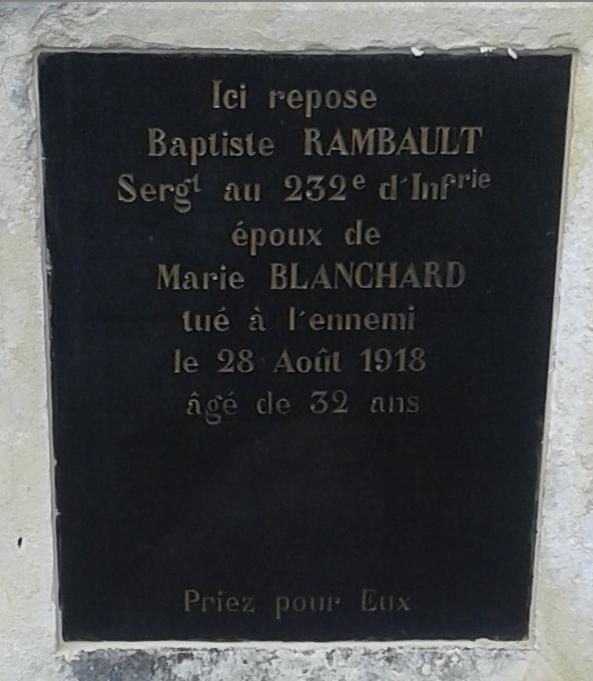 Ici repose
Baptiste RAMBAULT
Sergt au 232e d'Infrie
époux de
Marie BLANCHARD
tué à l'ennemi
le 28 Août 1918
âgé de 32 ans
Priez pour Eux